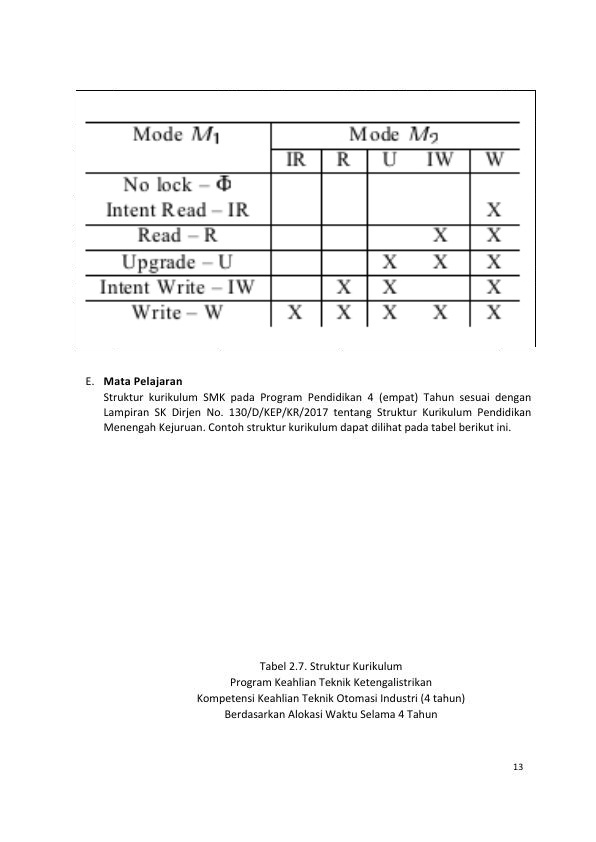 Mode M1 Mode M2
IR R U IW W
No lock – Φ
Intent Read – IR X
Read – R X X
Upgrade – U X X X
Intent Write – IW X X X
Write – W X X X X X
E. Mata Pelajaran
Struktur kurikulum SMK pada Program Pendidikan 4 (empat) Tahun sesuai dengan
Lampiran SK Dirjen No. 130/D/KEP/KR/2017 tentang Struktur Kurikulum Pendidikan
Menengah Kejuruan. Contoh struktur kurikulum dapat dilihat pada tabel berikut ini.
Tabel 2.7. Struktur Kurikulum
Program Keahlian Teknik Ketengalistrikan
Kompetensi Keahlian Teknik Otomasi Industri (4 tahun)
Berdasarkan Alokasi Waktu Selama 4 Tahun
13